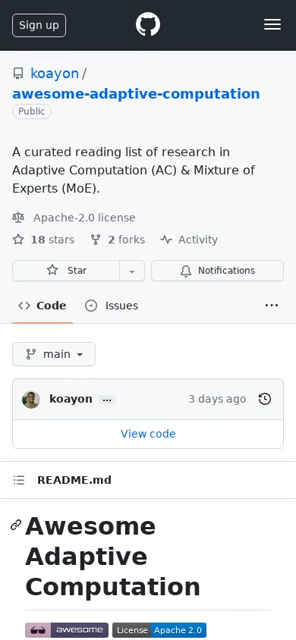 Sign up
koayon /
awesome-adaptive-computation
Public
A curated reading list of research in
Adaptive Computation (AC) & Mixture of
Experts (MoE).
Apache-2.0 license
18 stars 2 forks Activity
Star Notifications
Code Issues
main
koayon 3 days ago
View code
README.md
Awesome
Adaptive
Computation
awesome License Apache 2.0